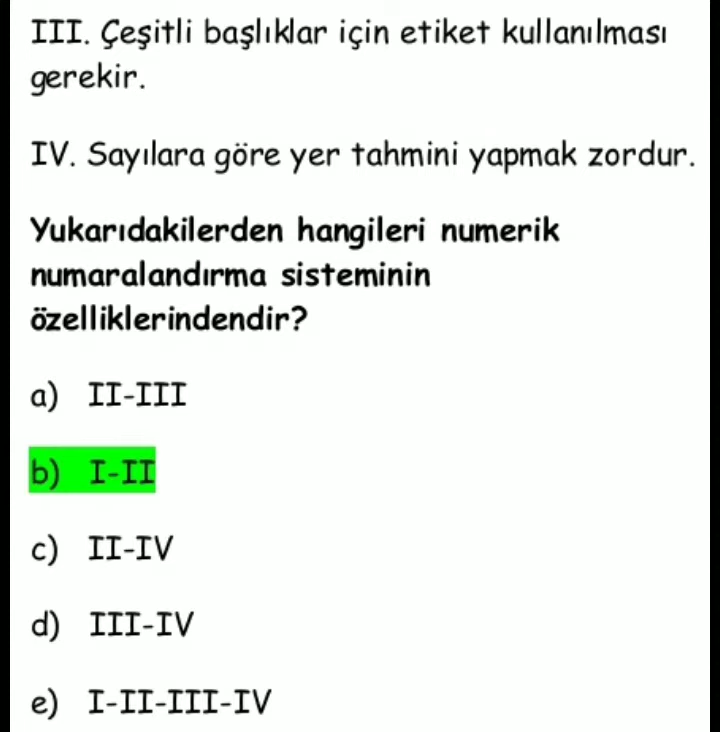 III. Çeşitli başlıklar için etiket kullanılması
gerekir.
IV. Sayılara göre yer tahmini yapmak zordur.
Yukarıdakilerden hangileri numerik
numaralandırma sisteminin
özelliklerindendir?
a) II-III
b) I-II
c) II-IV
d) III-IV
e) I-II-III-IV